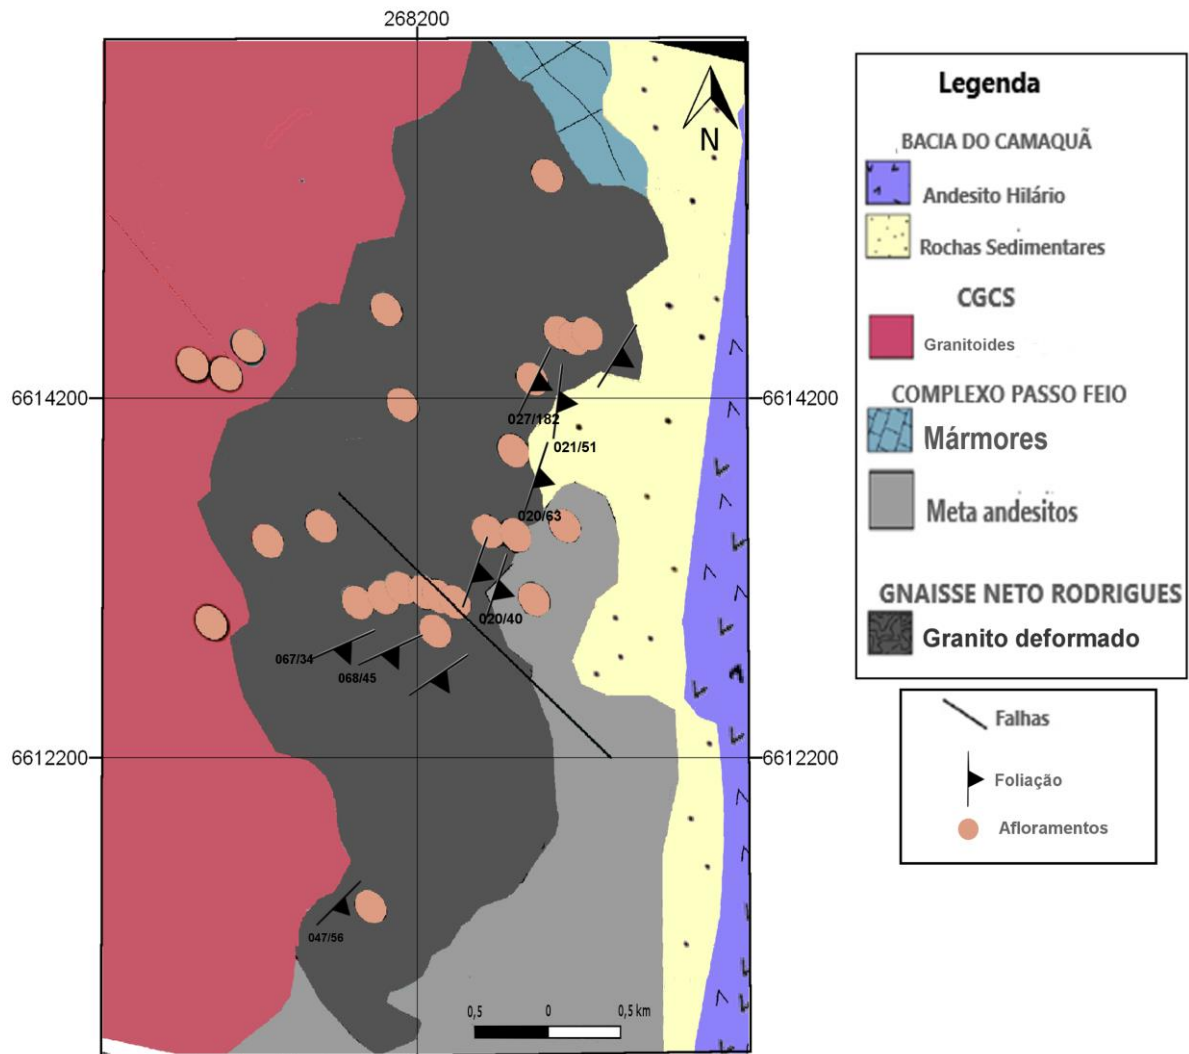 268200
N
6614200
6614200
027/182
021/51
020/63
020/40
067/34
068/45
6612200
6612200
047/56
0,5
0
0,5 km
Legenda
BACIA DO CAMAQUÃ
Andesito Hilário
Rochas Sedimentares
CGCS
Granitoides
COMPLEXO PASSO FEIO
Mármores
Meta andesitos
GNAISSE NETO RODRIGUES
Granito deformado
Falhas
Foliação
Afloramentos